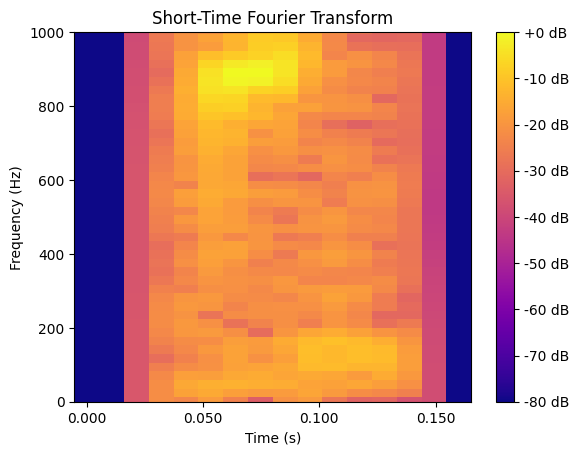 Short-Time Fourier Transform
1000
800
600
400
200
0
Frequency (Hz)
0.000
0.050
0.100
0.150
Time (s)
+0 dB
-10 dB
-20 dB
-30 dB
-40 dB
-50 dB
-60 dB
-70 dB
-80 dB